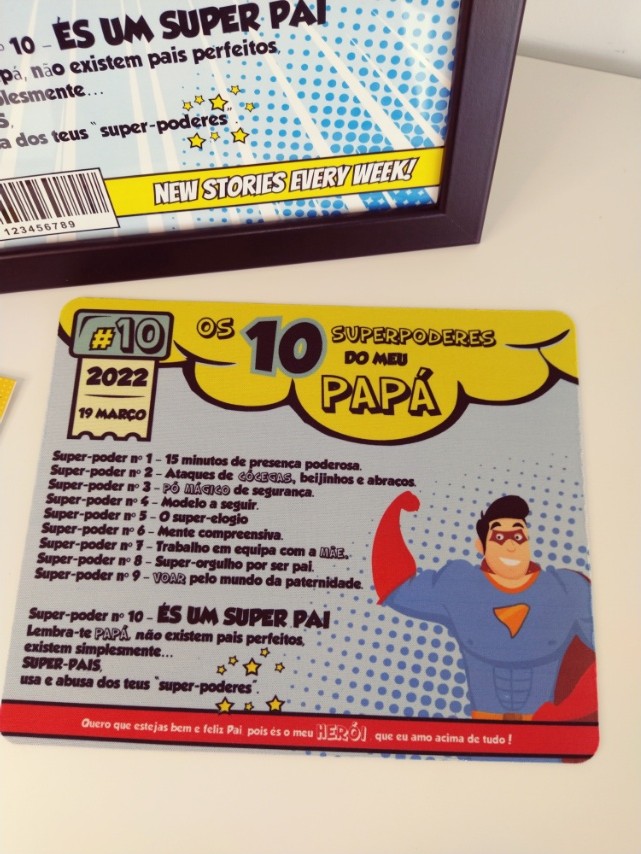 nº 10 - ÉS UM SUPER PAI
pá, não existem pais perfeitos,
plesmente...
S,
a dos teus "super-poderes".
NEW STORIES EVERY WEEK!
123456789
#10
2022
19 MARÇO
OS 10 SUPERPODERES
DO MEU
PAPÁ
Super-poder nº 1 - 15 minutos de presença poderosa.
Super-poder nº 2 - Ataques de CÓCEGAS, beijinhos e abraços.
Super-poder nº 3 - PÓ MÁGICO de segurança.
Super-poder nº 4 - Modelo a seguir.
Super-poder nº 5 - O super-elogio
Super-poder nº 6 - Mente compreensiva.
Super-poder nº 7 - Trabalho em equipa com a MÃE.
Super-poder nº 8 - Super-orgulho por ser pai.
Super-poder nº 9 - VOAR pelo mundo da paternidade.
Super-poder nº 10 - ÉS UM SUPER PAI
Lembra-te PAPÁ, não existem pais perfeitos,
existem simplesmente...
SUPER-PAIS,
usa e abusa dos teus "super-poderes".
Quero que estejas bem e feliz Pai pois és o meu HERÓI que eu amo acima de tudo !